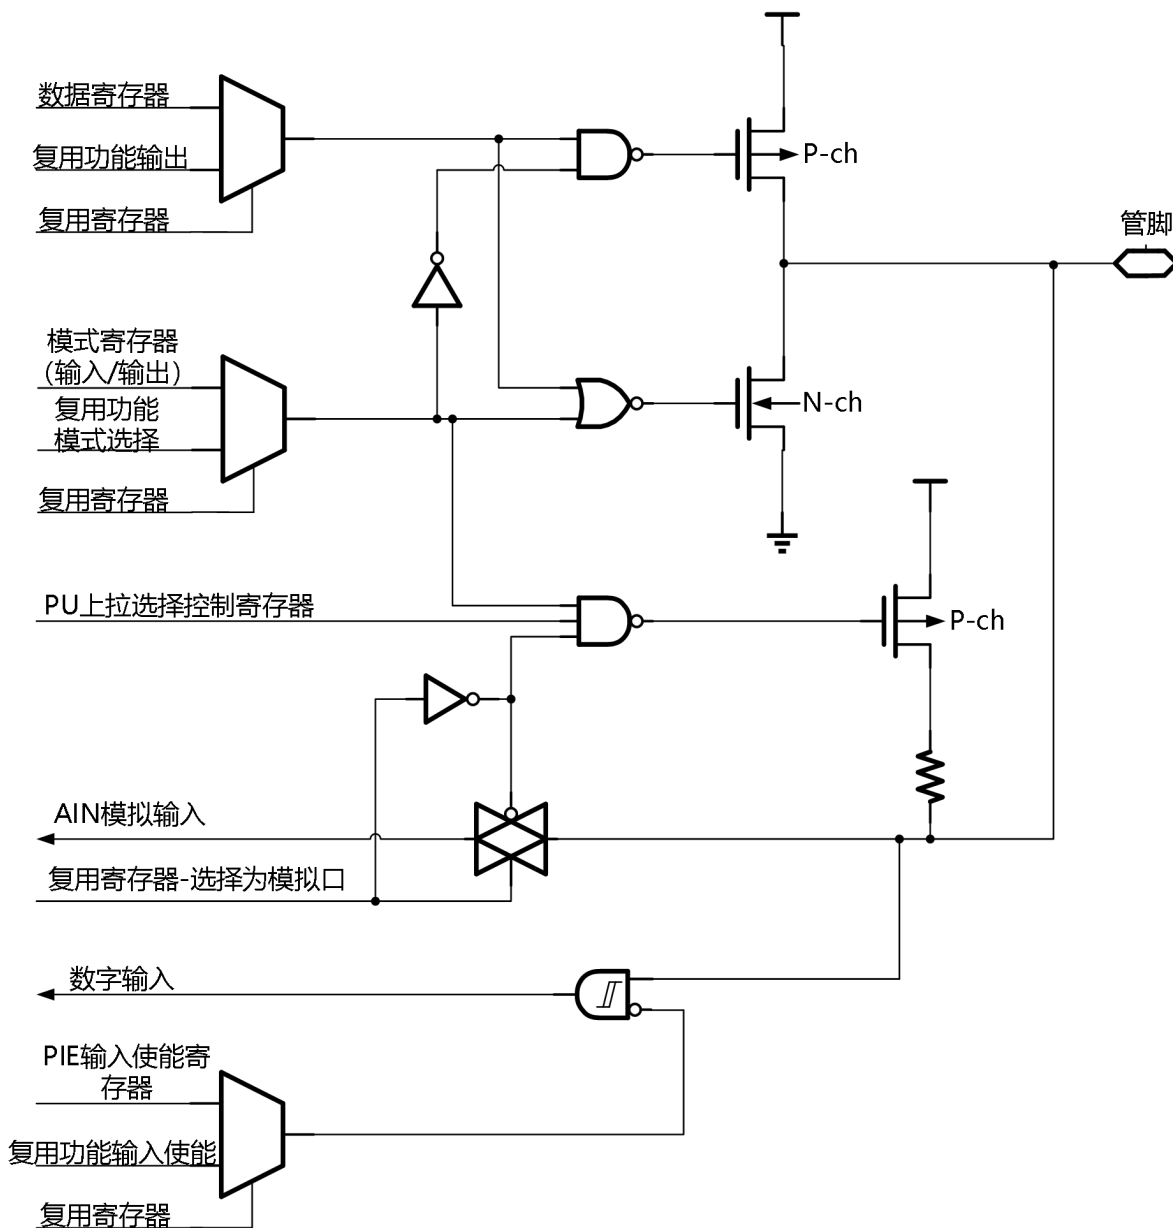 数据寄存器
复用功能输出
复用寄存器
P-ch
管脚
模式寄存器
(输入/输出)
复用功能
模式选择
复用寄存器
N-ch
PU上拉选择控制寄存器
P-ch
AIN模拟输入
复用寄存器-选择为模拟口
数字输入
PIE输入使能寄
存器
复用功能输入使能
复用寄存器